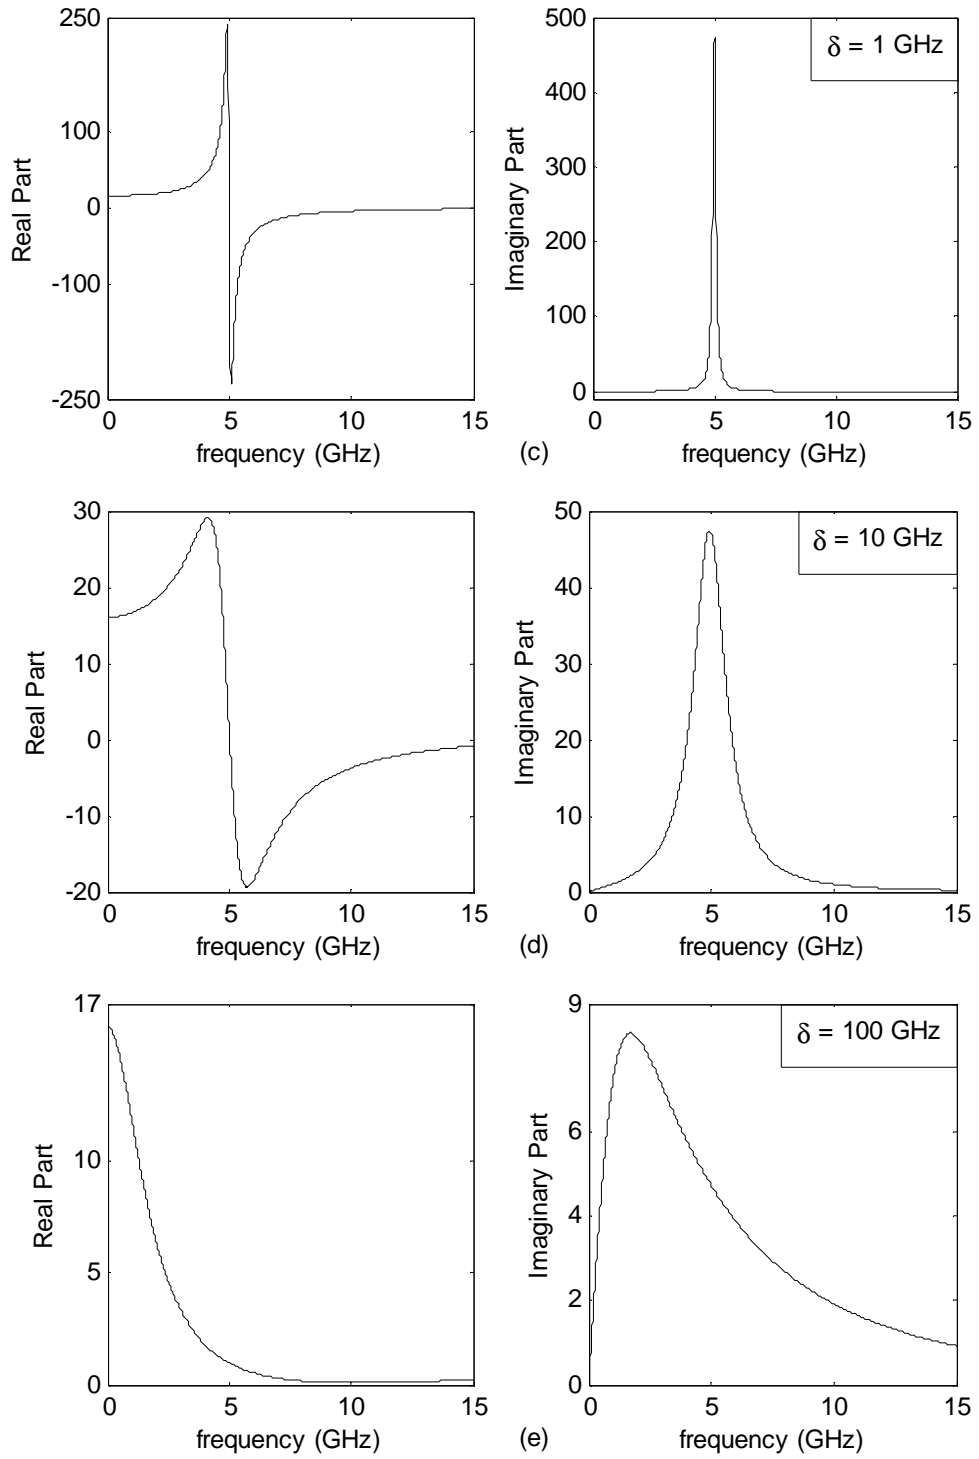 250
100
0
-100
-250
Real Part
0 5 10 15
frequency (GHz)
500
400
300
200
100
0
Imaginary Part
δ = 1 GHz
0 5 10 15
frequency (GHz)
(c)
30
20
10
0
-10
-20
Real Part
0 5 10 15
frequency (GHz)
50
40
30
20
10
0
Imaginary Part
δ = 10 GHz
0 5 10 15
frequency (GHz)
(d)
17
10
5
0
Real Part
0 5 10 15
frequency (GHz)
9
6
4
2
0
Imaginary Part
δ = 100 GHz
0 5 10 15
frequency (GHz)
(e)